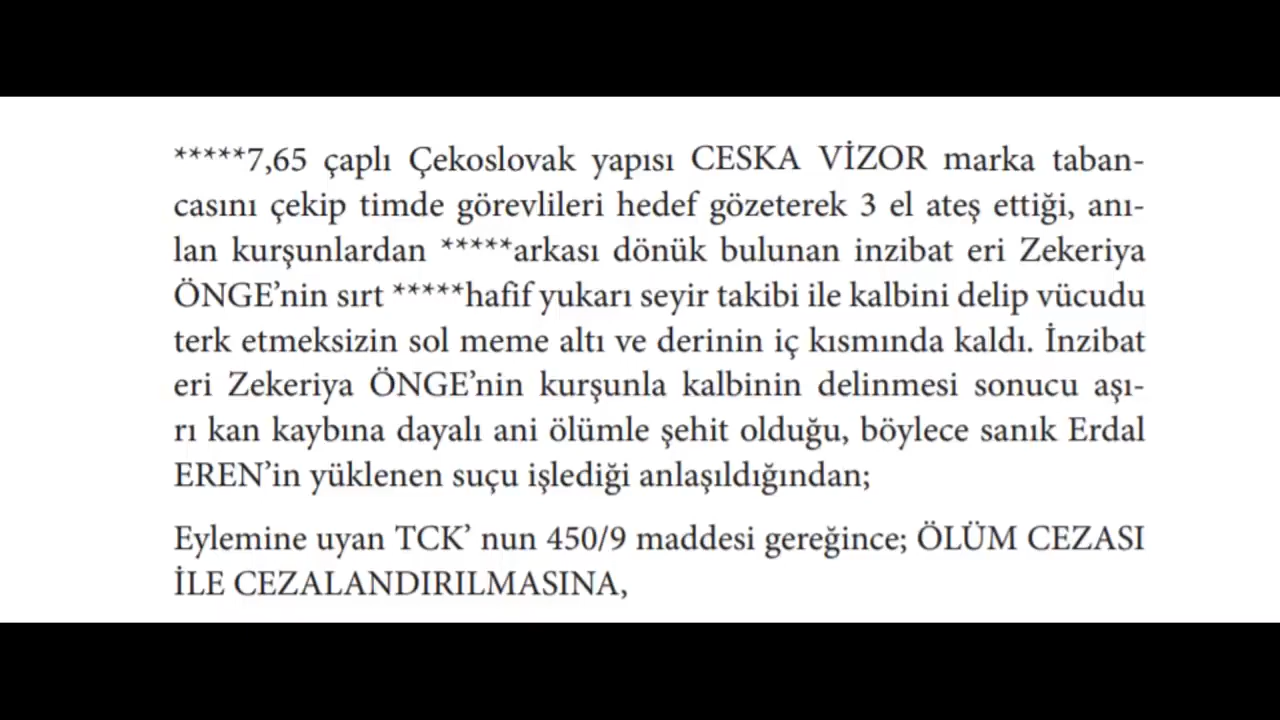 *****7,65 çaplı Çekoslovak yapısı CESKA VİZOR marka taban-
casını çekip timde görevlileri hedef gözeterek 3 el ateş ettiği, anı-
lan kurşunlardan *****arkası dönük bulunan inzibat eri Zekeriya
ÖNGE’nin sırt *****hafif yukarı seyir takibi ile kalbini delip vücudu
terk etmeksizin sol meme altı ve derinin iç kısmında kaldı. İnzibat
eri Zekeriya ÖNGE’nin kurşunla kalbinin delinmesi sonucu aşı-
rı kan kaybına dayalı ani ölümle şehit olduğu, böylece sanık Erdal
EREN’in yüklenen suçu işlediği anlaşıldığından;
Eylemine uyan TCK’ nun 450/9 maddesi gereğince; ÖLÜM CEZASI
İLE CEZALANDIRILMASINA,